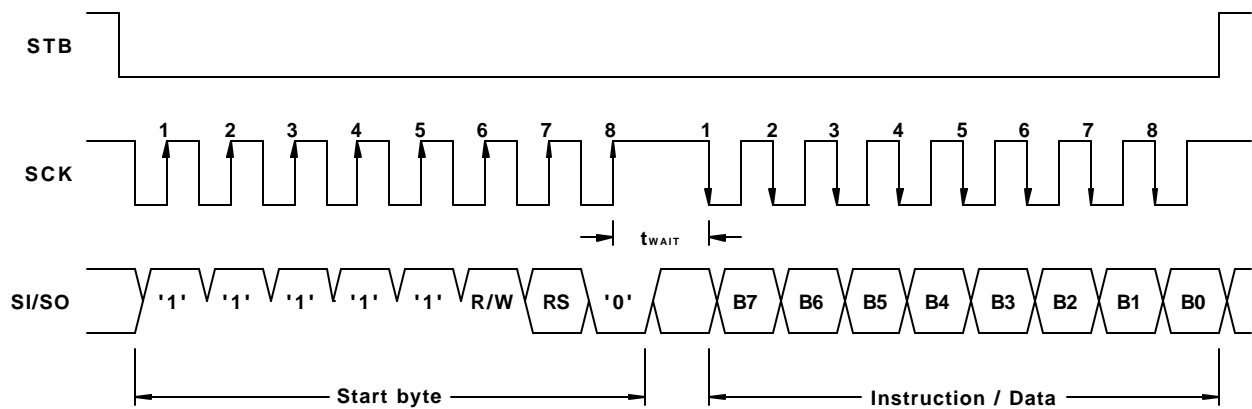 STB
1 2 3 4 5 6 7 8 1 2 3 4 5 6 7 8
SCK
tWAIT
SI/SO '1' '1' '1' '1' '1' R/W RS '0' B7 B6 B5 B4 B3 B2 B1 B0
Start byte Instruction / Data